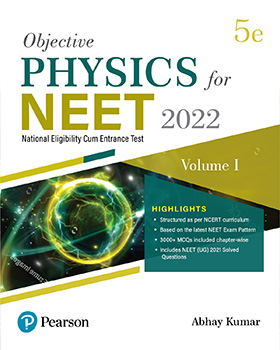 Objective
5e
PHYSICS for
NEET 2022
National Eligibility Cum Entrance Test
Volume I
HIGHLIGHTS
• Structured as per NCERT curriculum
• Based on the latest NEET Exam Pattern
• 3000+ MCQs included chapter-wise
• Includes NEET (UG) 2021 Solved
Questions
Pearson
Abhay Kumar